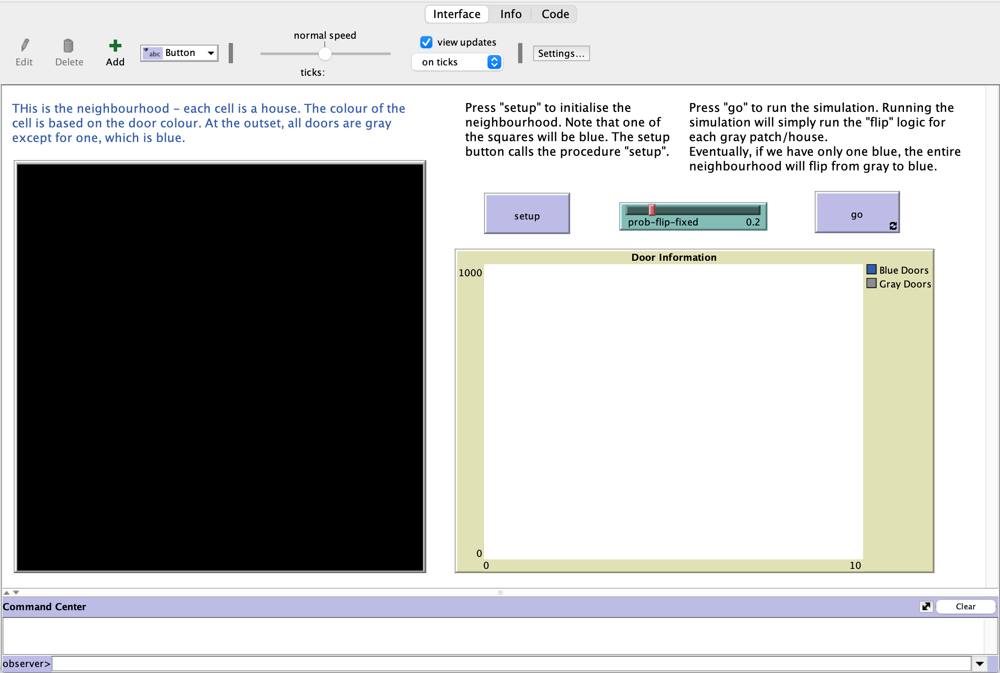 Interface Info Code
normal speed
view updates
Edit Delete Add abc Button on ticks Settings...
ticks:
THis is the neighbourhood - each cell is a house. The colour of the
cell is based on the door colour. At the outset, all doors are gray
except for one, which is blue.
Press "setup" to initialise the
neighbourhood. Note that one of
the squares will be blue. The setup
button calls the procedure "setup".
Press "go" to run the simulation. Running the
simulation will simply run the "flip" logic for
each gray patch/house.
Eventually, if we have only one blue, the entire
neighbourhood will flip from gray to blue.
setup
prob-flip-fixed 0.2
go
Door Information
1000
0
0 10
Blue Doors
Gray Doors
Command Center
Clear
observer>